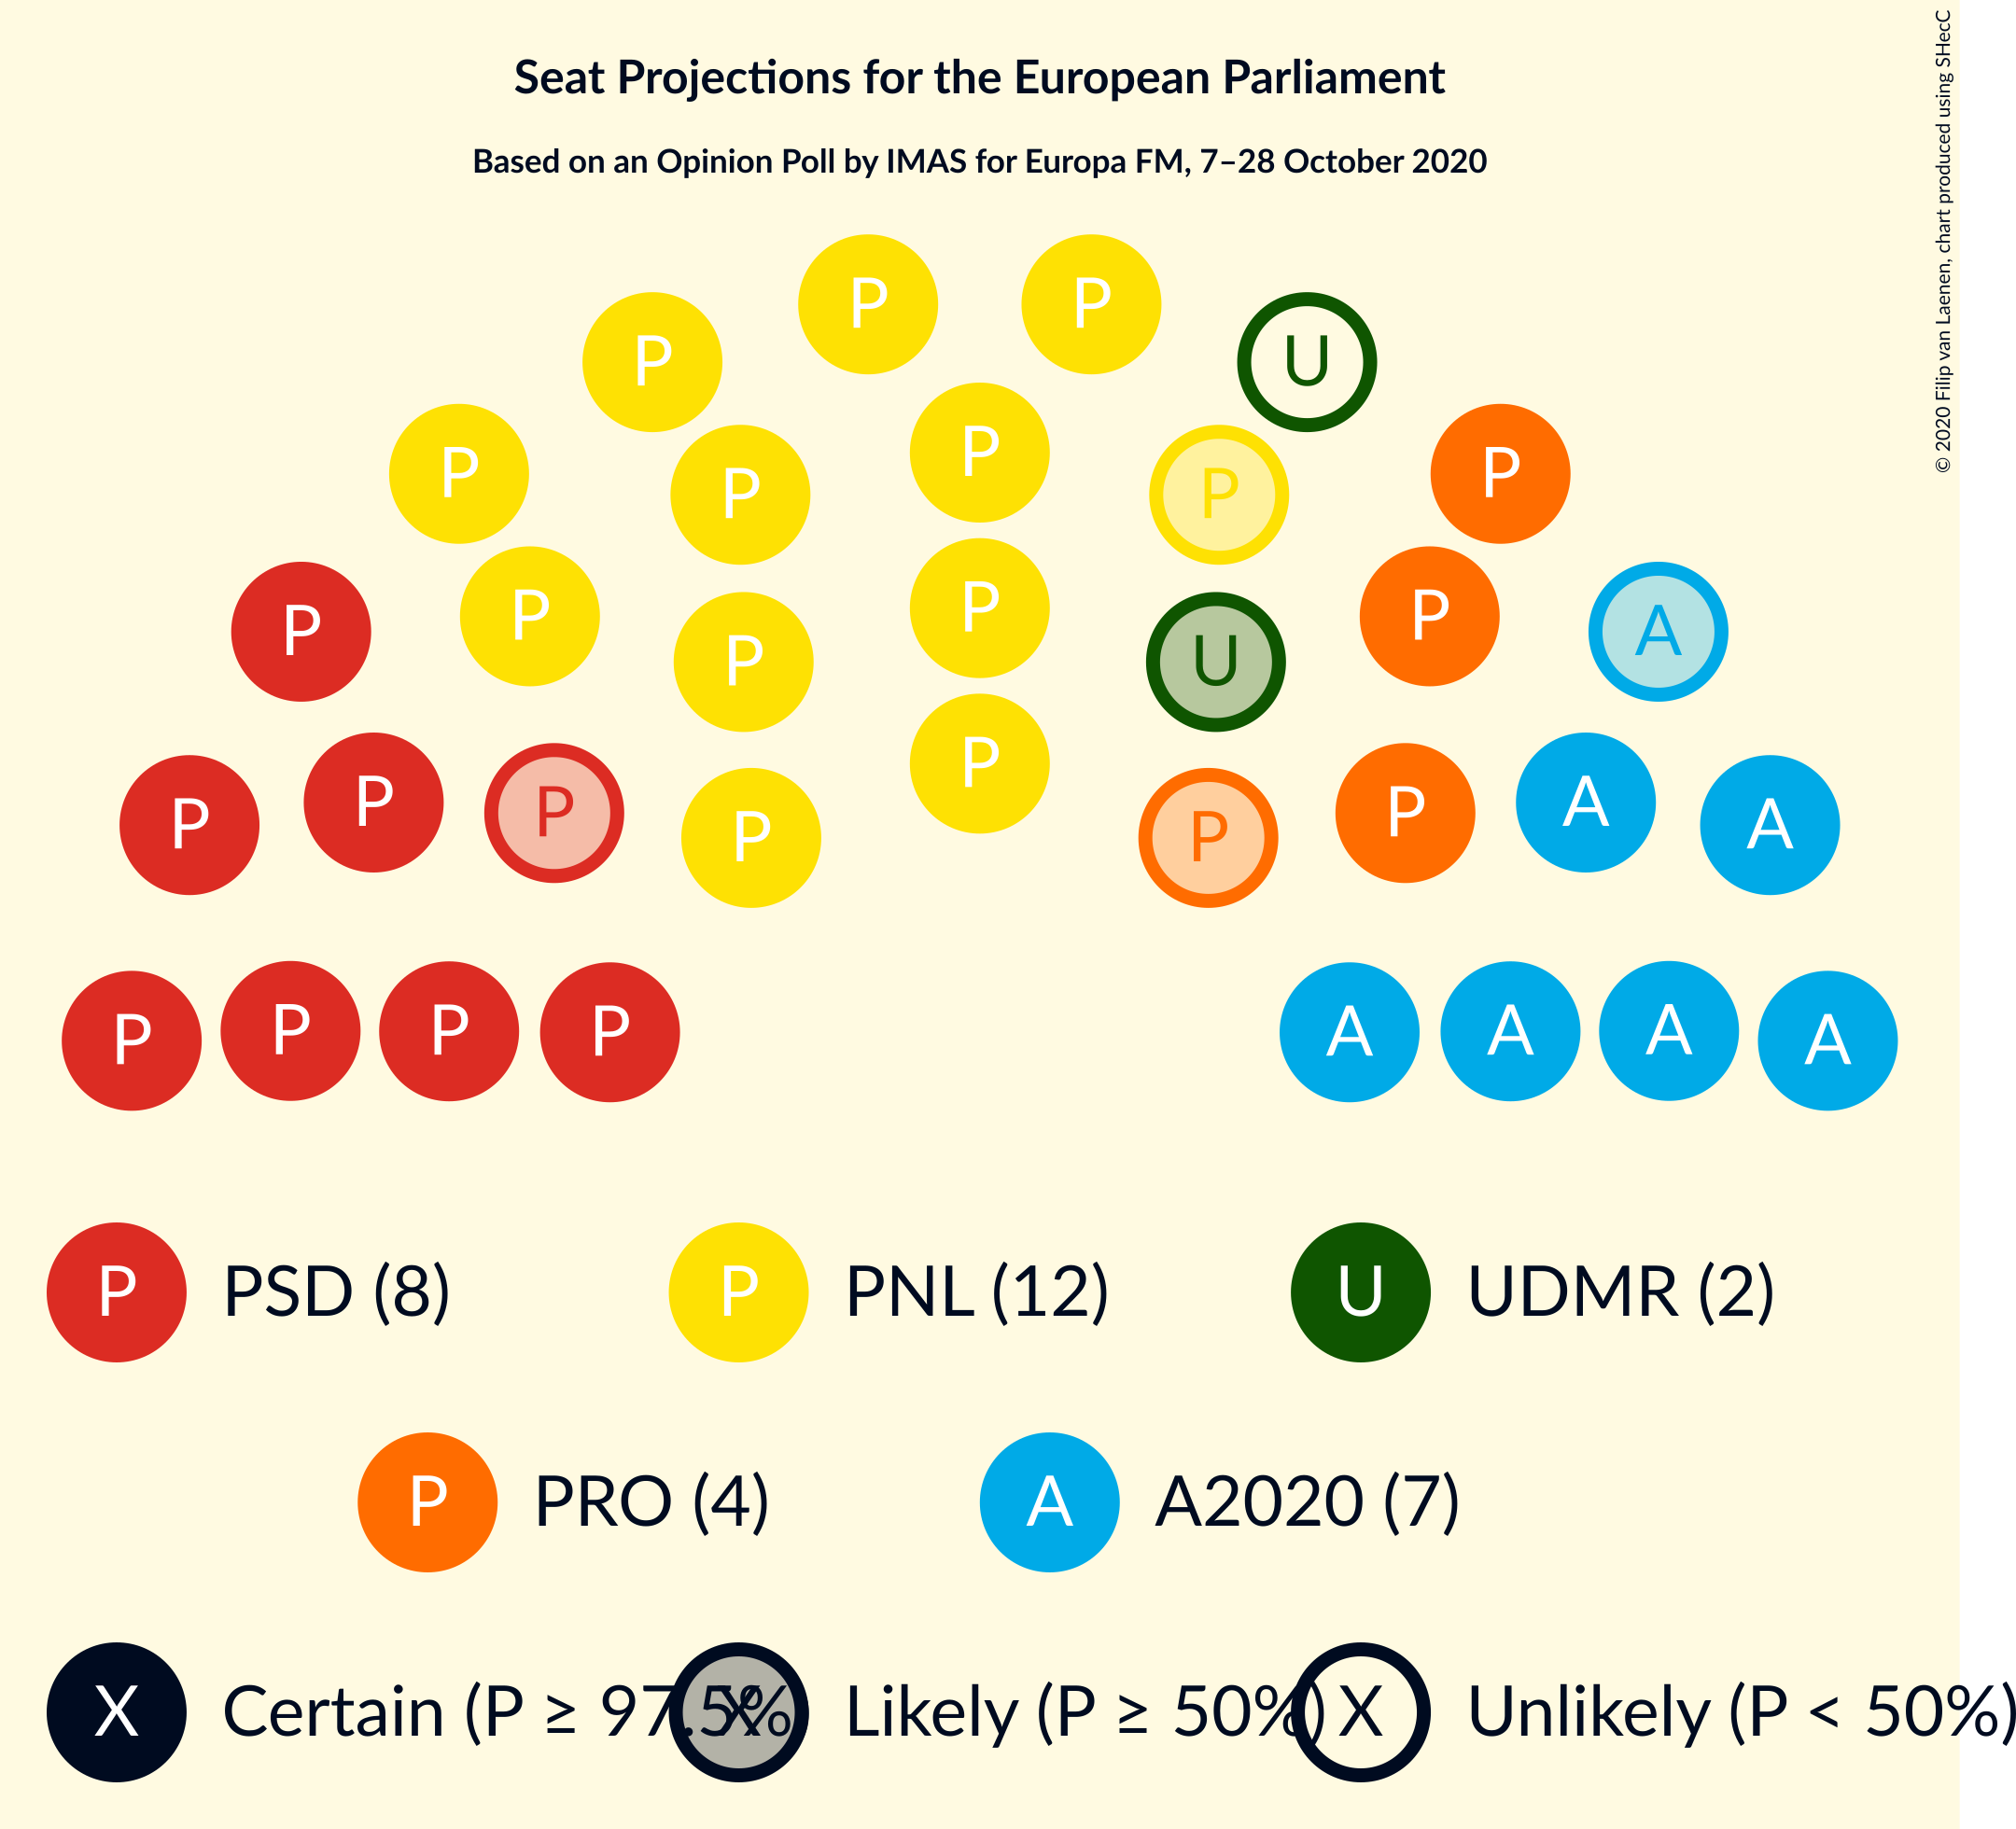 Seat Projections for the European Parliament
Based on an Opinion Poll by IMAS for Europa FM, 7–28 October 2020
© 2020 Filip van Laenen, chart produced using SHecC
P P
P U
P P
P P P
P P
P P
P A
P U
P P
P P
P P A
P P A
P P
P P P P A A A A
P PSD (8) P PNL (12) U UDMR (2)
P PRO (4) A A2020 (7)
X Certain (P ≥ 97.5% X Likely (P ≥ 50%) X Unlikely (P < 50%)